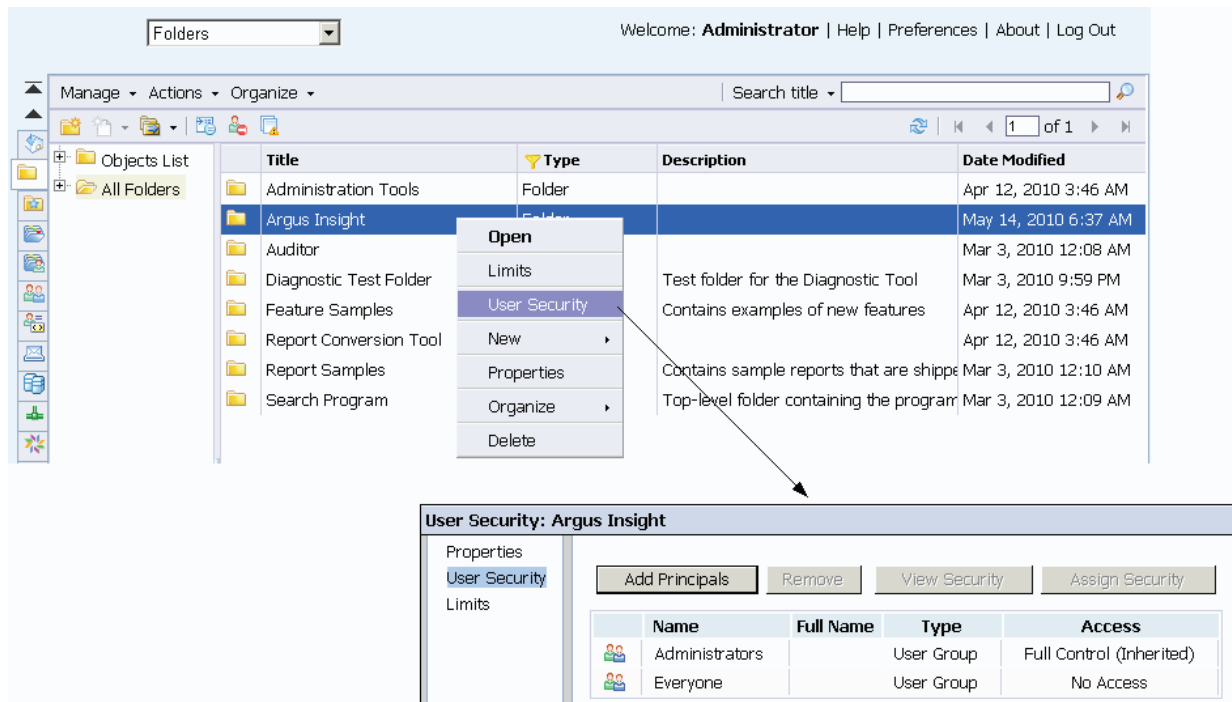 Folders
Welcome: Administrator | Help | Preferences | About | Log Out
Manage Actions Organize Search title
1 of 1
Objects List
All Folders
Title Type Description Date Modified
Administration Tools Folder Apr 12, 2010 3:46 AM
Argus Insight Folder May 14, 2010 6:37 AM
Auditor Mar 3, 2010 12:08 AM
Diagnostic Test Folder Test folder for the Diagnostic Tool Mar 3, 2010 9:59 PM
Feature Samples Contains examples of new features Apr 12, 2010 3:46 AM
Report Conversion Tool Apr 12, 2010 3:46 AM
Report Samples Contains sample reports that are shippe Mar 3, 2010 12:10 AM
Search Program Top-level folder containing the program Mar 3, 2010 12:09 AM
Open
Limits
User Security
New
Properties
Organize
Delete
User Security: Argus Insight
Properties
User Security
Limits
Add Principals Remove View Security Assign Security
Name Full Name Type Access
Administrators User Group Full Control (Inherited)
Everyone User Group No Access